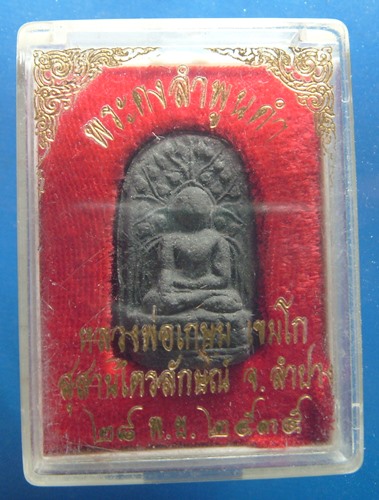 พระคงลำพูนดำ
หลวงพ่อเกษม เขมโก
สุสานไตรลักษณ์ จ.ลำปาง
๒๘ พ.ย. ๒๕๓๕